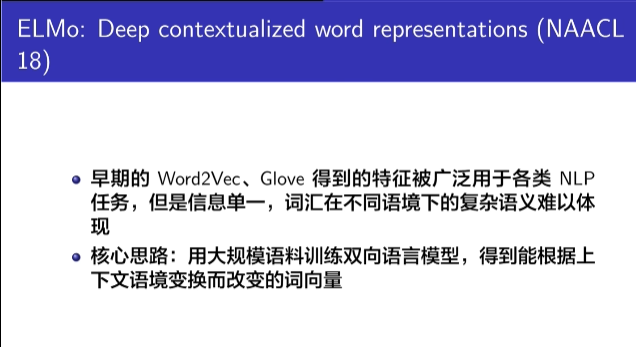 ELMo: Deep contextualized word representations (NAACL
18)
早期的 Word2Vec、Glove 得到的特征被广泛用于各类 NLP
任务，但是信息单一，词汇在不同语境下的复杂语义难以体
现
核心思路：用大规模语料训练双向语言模型，得到能根据上
下文语境变换而改变的词向量